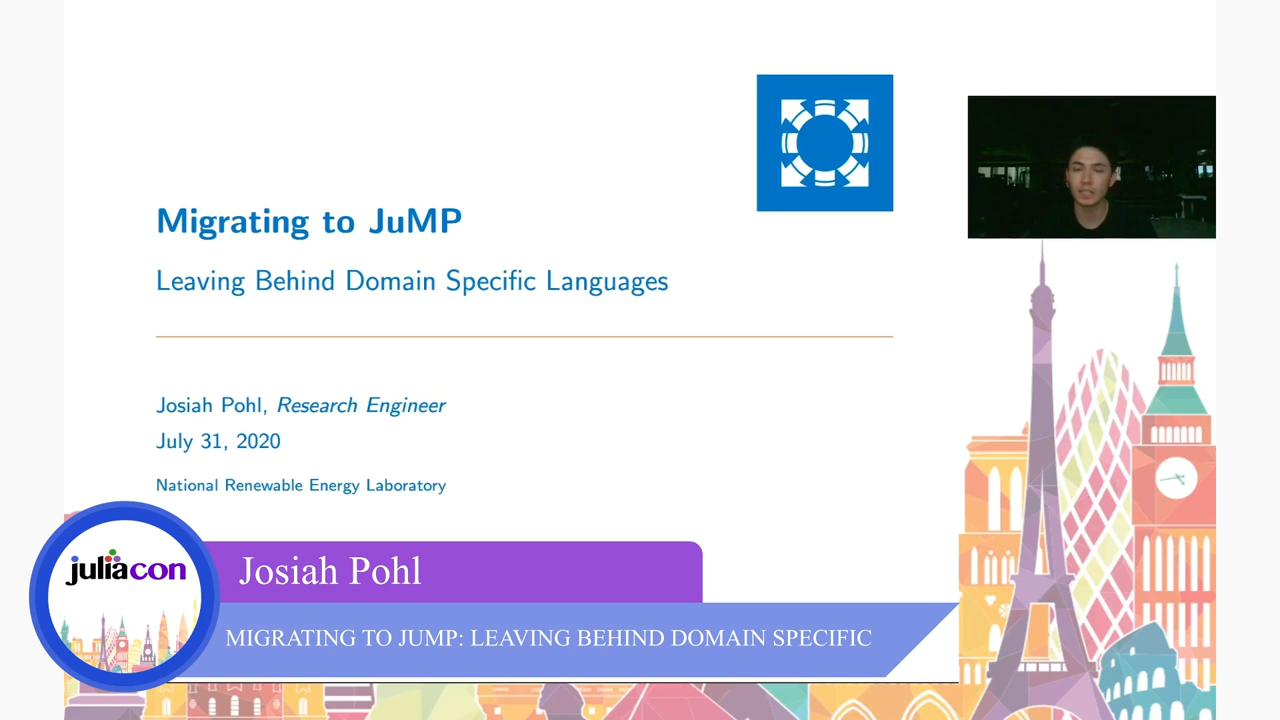 Migrating to JuMP
Leaving Behind Domain Specific Languages
Josiah Pohl, Research Engineer
July 31, 2020
National Renewable Energy Laboratory
juliacon
Josiah Pohl
MIGRATING TO JUMP: LEAVING BEHIND DOMAIN SPECIFIC